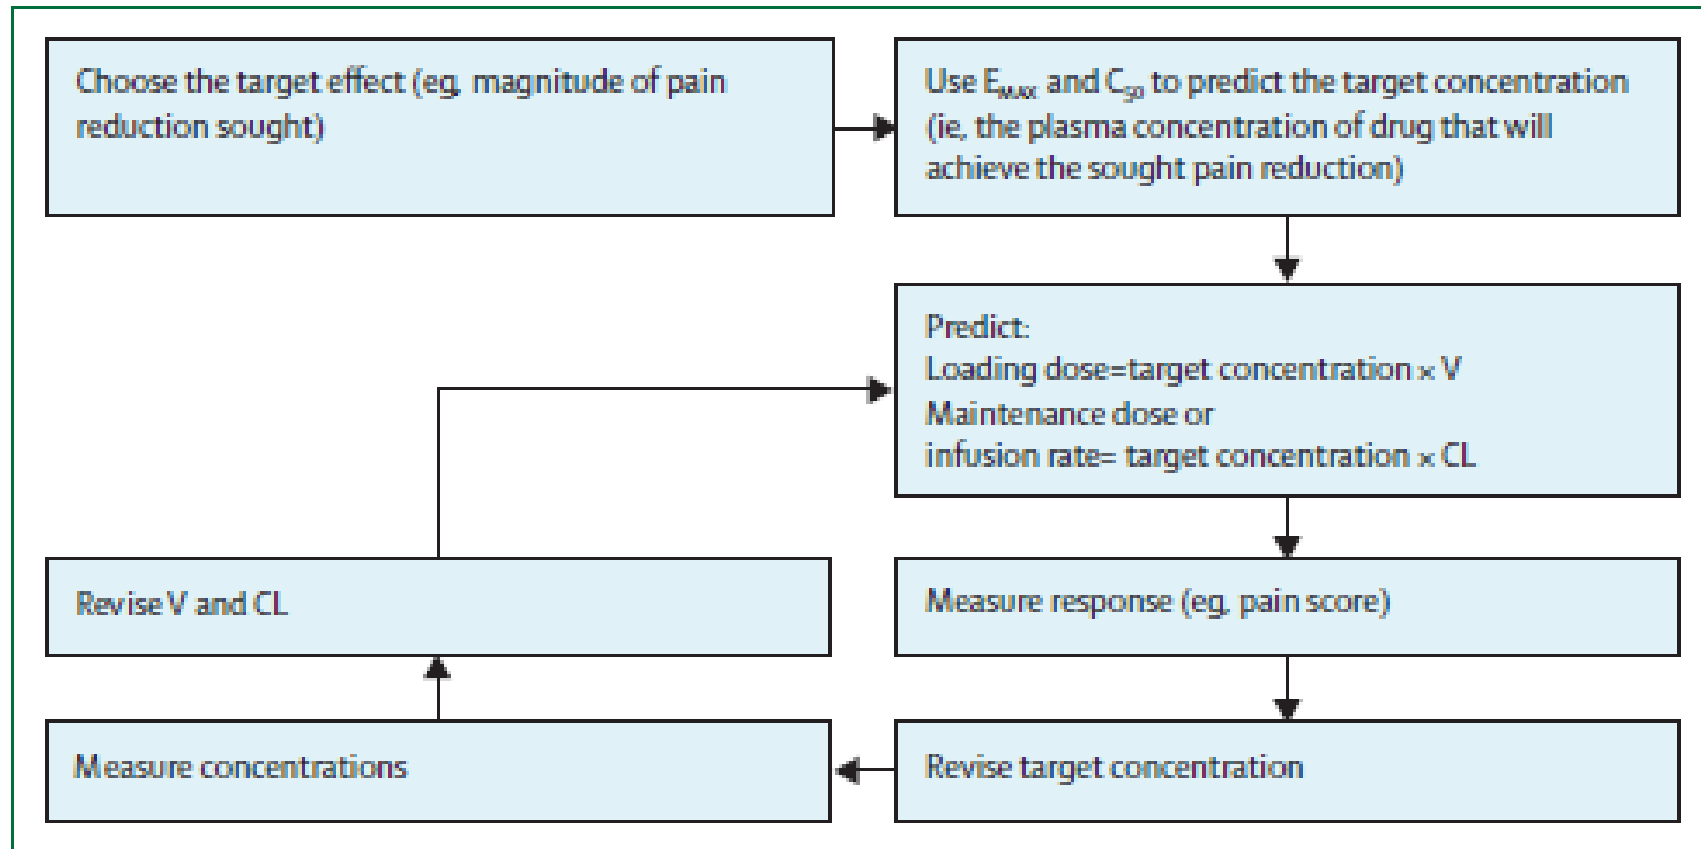 Choose the target effect (eg, magnitude of pain
reduction sought)
Use EMAX and C50 to predict the target concentration
(ie, the plasma concentration of drug that will
achieve the sought pain reduction)
Predict:
Loading dose=target concentration × V
Maintenance dose or
infusion rate= target concentration × CL
Measure response (eg, pain score)
Revise target concentration
Measure concentrations
Revise V and CL